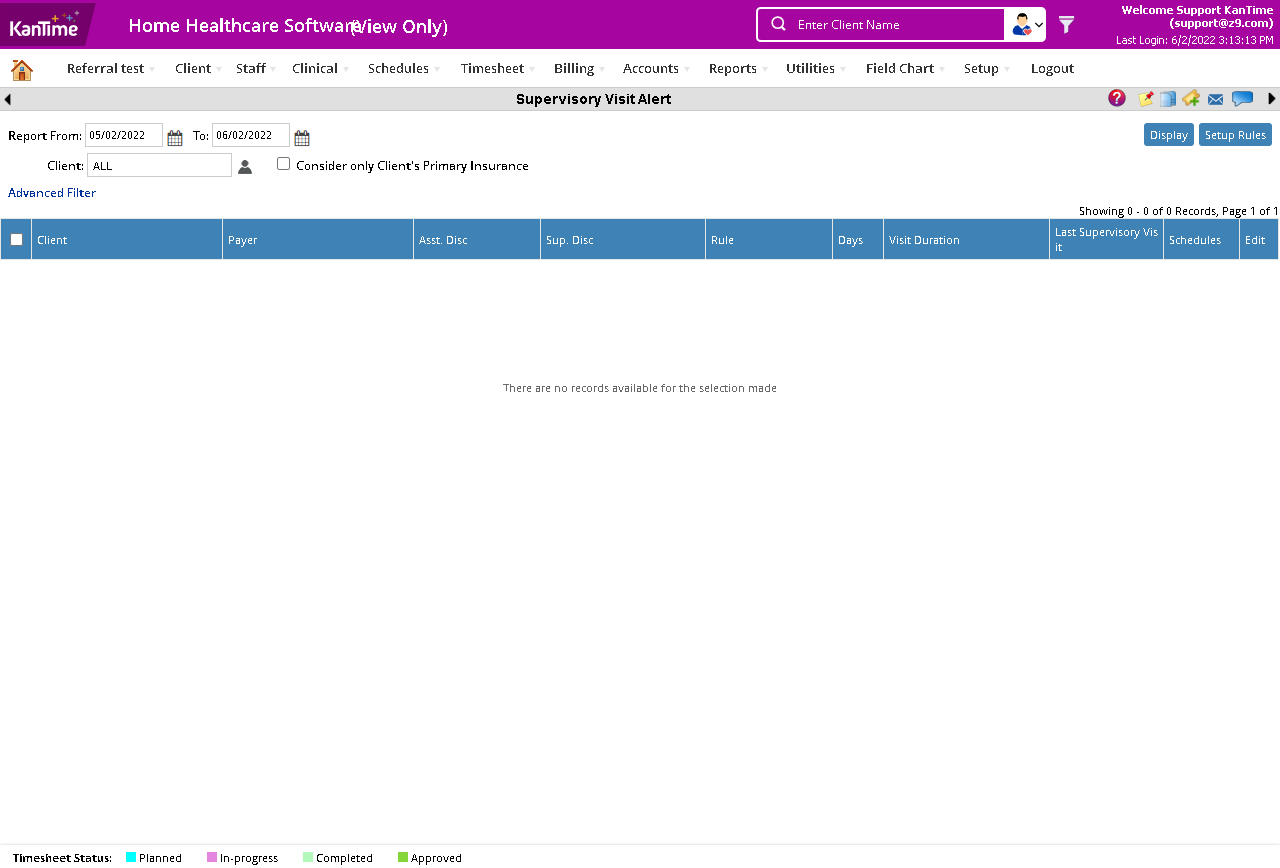 KanTime
Home Healthcare Software (View Only)
Enter Client Name
Welcome Support KanTime
(support@z9.com)
Last Login: 6/2/2022 3:13:13 PM
Referral test Client Staff Clinical Schedules Timesheet Billing Accounts Reports Utilities Field Chart Setup Logout
Supervisory Visit Alert
?
Report From: 05/02/2022 To: 06/02/2022 Display Setup Rules
Client: ALL Consider only Client's Primary Insurance
Advanced Filter
Showing 0 - 0 of 0 Records, Page 1 of 1
Client Payer Asst. Disc Sup. Disc Rule Days Visit Duration Last Supervisory Vis
it Schedules Edit
There are no records available for the selection made
Timesheet Status: Planned In-progress Completed Approved